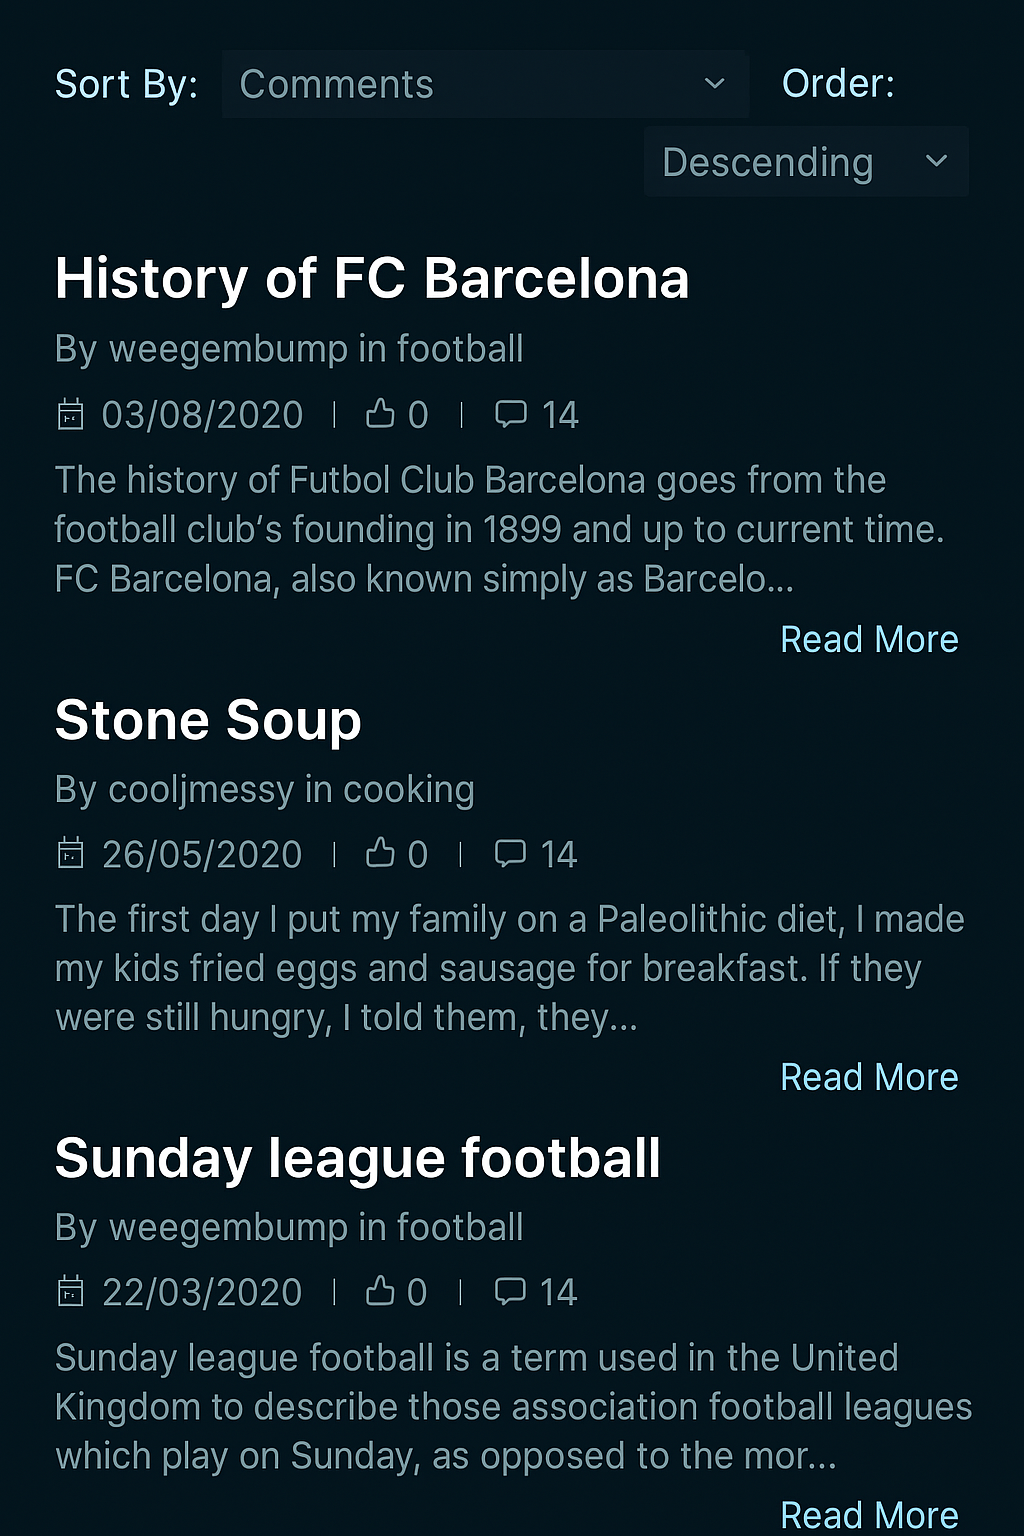 Sort By: Comments Order:
Descending
History of FC Barcelona
By weegembump in football
03/08/2020 | 0 | 14
The history of Futbol Club Barcelona goes from the
football club‘s founding in 1899 and up to current time.
FC Barcelona, also known simply as Barcelo...
Read More
Stone Soup
By cooljmessy in cooking
26/05/2020 | 0 | 14
The first day I put my family on a Paleolithic diet, I made
my kids fried eggs and sausage for breakfast. If they
were still hungry, I told them, they...
Read More
Sunday league football
By weegembump in football
22/03/2020 | 0 | 14
Sunday league football is a term used in the United
Kingdom to describe those association football leagues
which play on Sunday, as opposed to the mor...
Read More